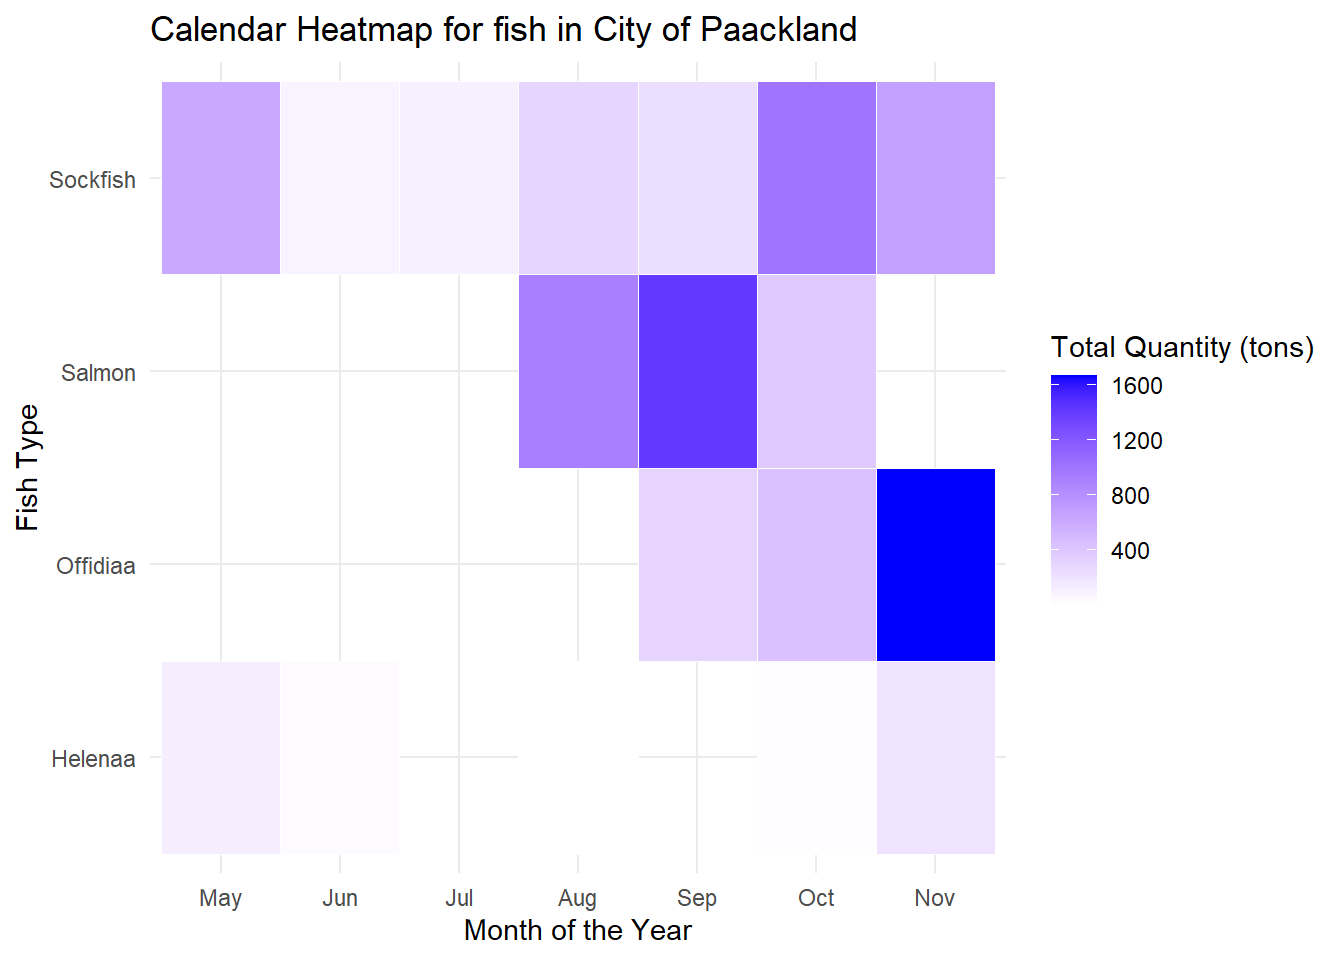 Calendar Heatmap for fish in City of Paackland
Sockfish
Salmon
Offidiaa
Helenaa
Fish Type
May Jun Jul Aug Sep Oct Nov
Month of the Year
Total Quantity (tons)
1600
1200
800
400